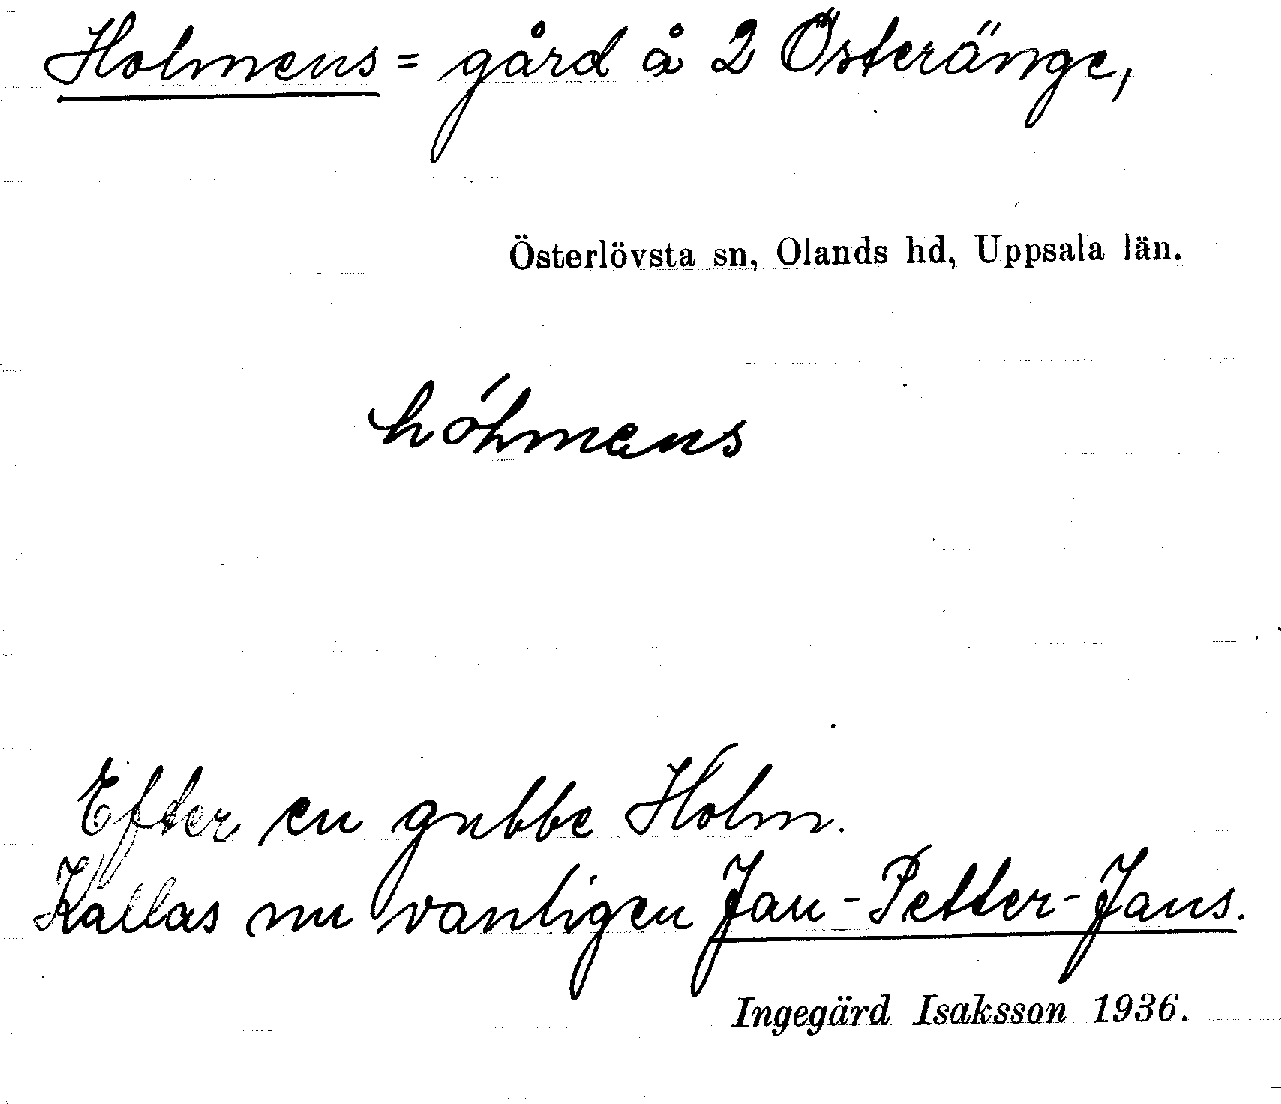 Holmens = gård å 2 Österänge,
Österlövsta sn, Olands hd, Uppsala län.
hólmens
Efter en gubbe Holm.
Kallas nu vanligen Jan-Petter-Jans.
Ingegärd Isaksson 1936.